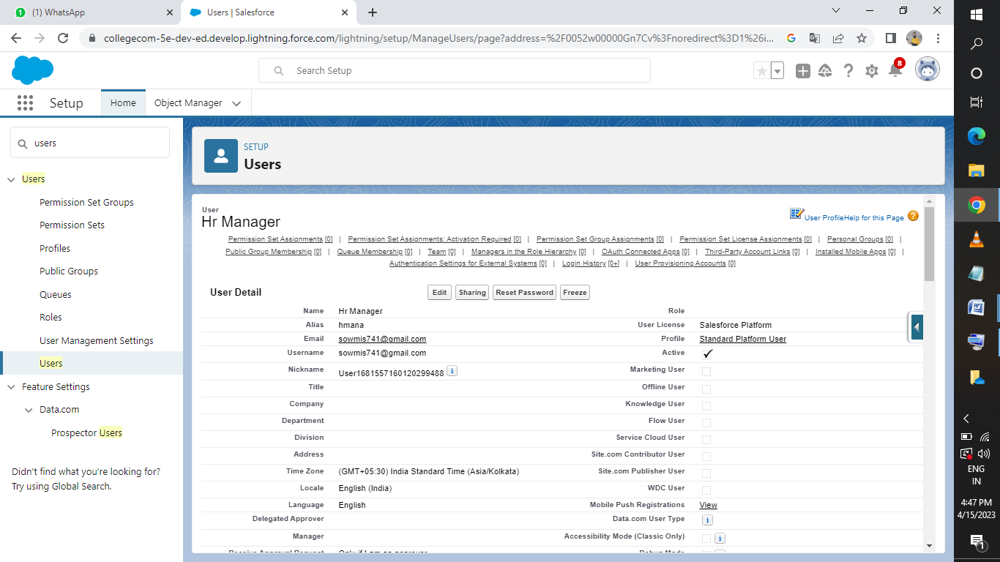 (1) WhatsApp
Users | Salesforce
collegecom-5e-dev-ed.develop.lightning.force.com/lightning/setup/ManageUsers/page?address=%2F0052w00000Gn7Cv%3Fnoredirect%3D1%26i...
Search Setup
8
Setup
Home
Object Manager
users
Users
Permission Set Groups
Permission Sets
Profiles
Public Groups
Queues
Roles
User Management Settings
Users
Feature Settings
Data.com
Prospector Users
Didn't find what you're looking for?
Try using Global Search.
SETUP
Users
User
Hr Manager
User Profile Help for this Page
Permission Set Assignments [0] | Permission Set Assignments: Activation Required [0] | Permission Set Group Assignments [0] | Permission Set License Assignments [0] | Personal Groups [0] |
Public Group Membership [0] | Queue Membership [0] | Team [0] | Managers in the Role Hierarchy [0] | OAuth Connected Apps [0] | Third-Party Account Links [0] | Installed Mobile Apps [0] |
Authentication Settings for External Systems [0] | Login History [0+] | User Provisioning Accounts [0]
User Detail
Edit Sharing Reset Password Freeze
Name Hr Manager Role
Alias hmana User License Salesforce Platform
Email sowmis741@gmail.com Profile Standard Platform User
Username sowmis741@gmail.com Active
Nickname User1681557160120299488 i Marketing User
Title Offline User
Company Knowledge User
Department Flow User
Division Service Cloud User
Address Site.com Contributor User
Time Zone (GMT+05:30) India Standard Time (Asia/Kolkata) Site.com Publisher User
Locale English (India) WDC User
Language English Mobile Push Registrations View
Delegated Approver Data.com User Type i
Manager Accessibility Mode (Classic Only) i
Receive Approval Request Only if I am an approver Debug Mode
ENG
IN
4:47 PM
4/15/2023
1